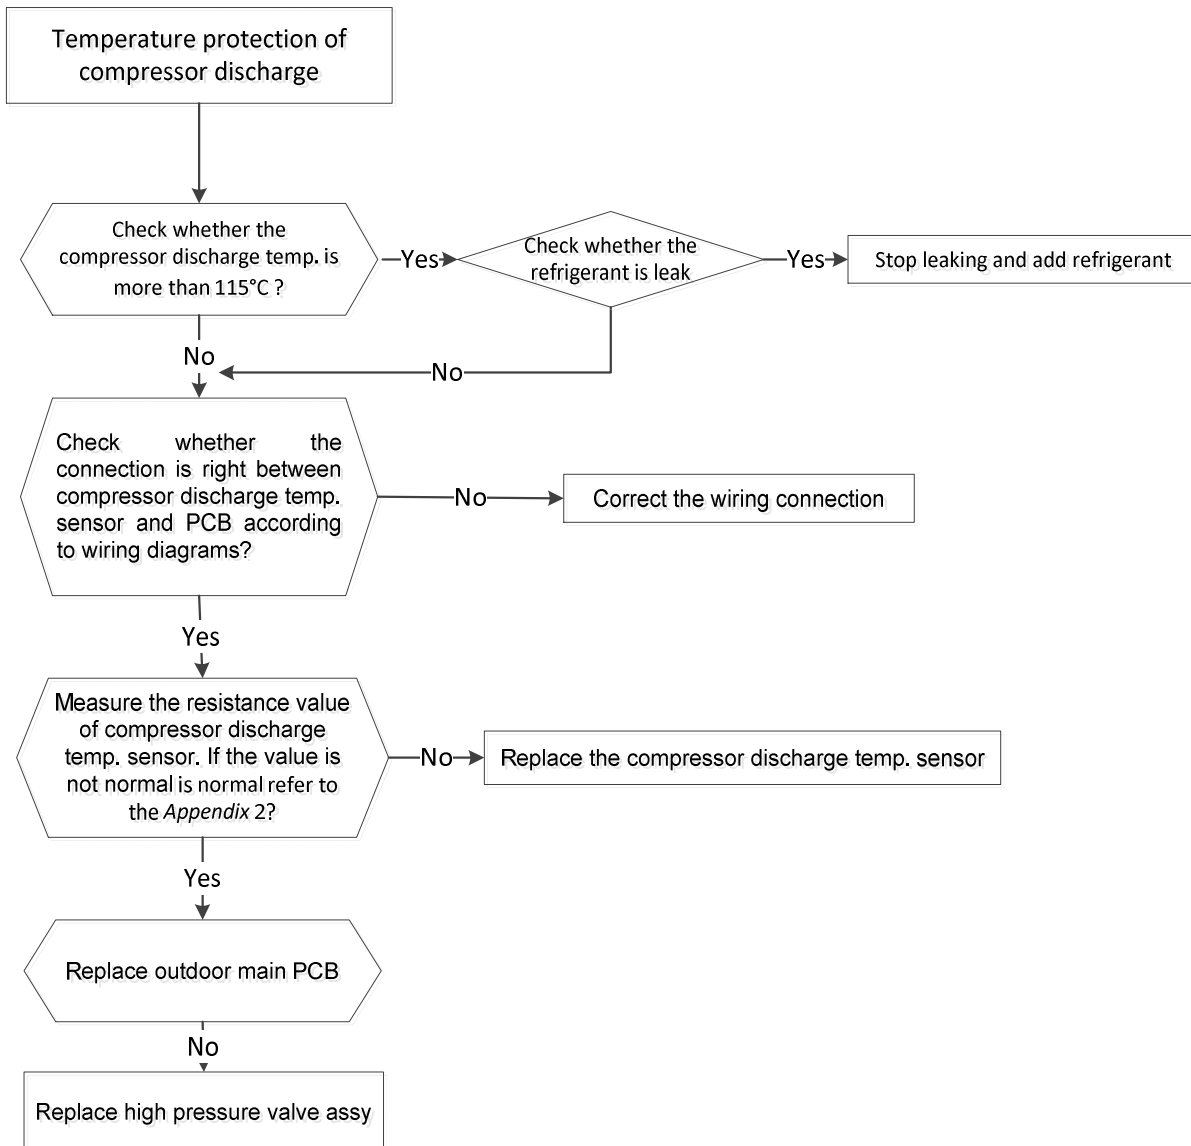 Temperature protection of
compressor discharge
Check whether the
compressor discharge temp. is
more than 115°C ?
Yes
Check whether the
refrigerant is leak
Yes
Stop leaking and add refrigerant
No
No
Check whether the
connection is right between
compressor discharge temp.
sensor and PCB according
to wiring diagrams?
No
Correct the wiring connection
Yes
Measure the resistance value
of compressor discharge
temp. sensor. If the value is
not normal is normal refer to
the Appendix 2?
No
Replace the compressor discharge temp. sensor
Yes
Replace outdoor main PCB
No
Replace high pressure valve assy